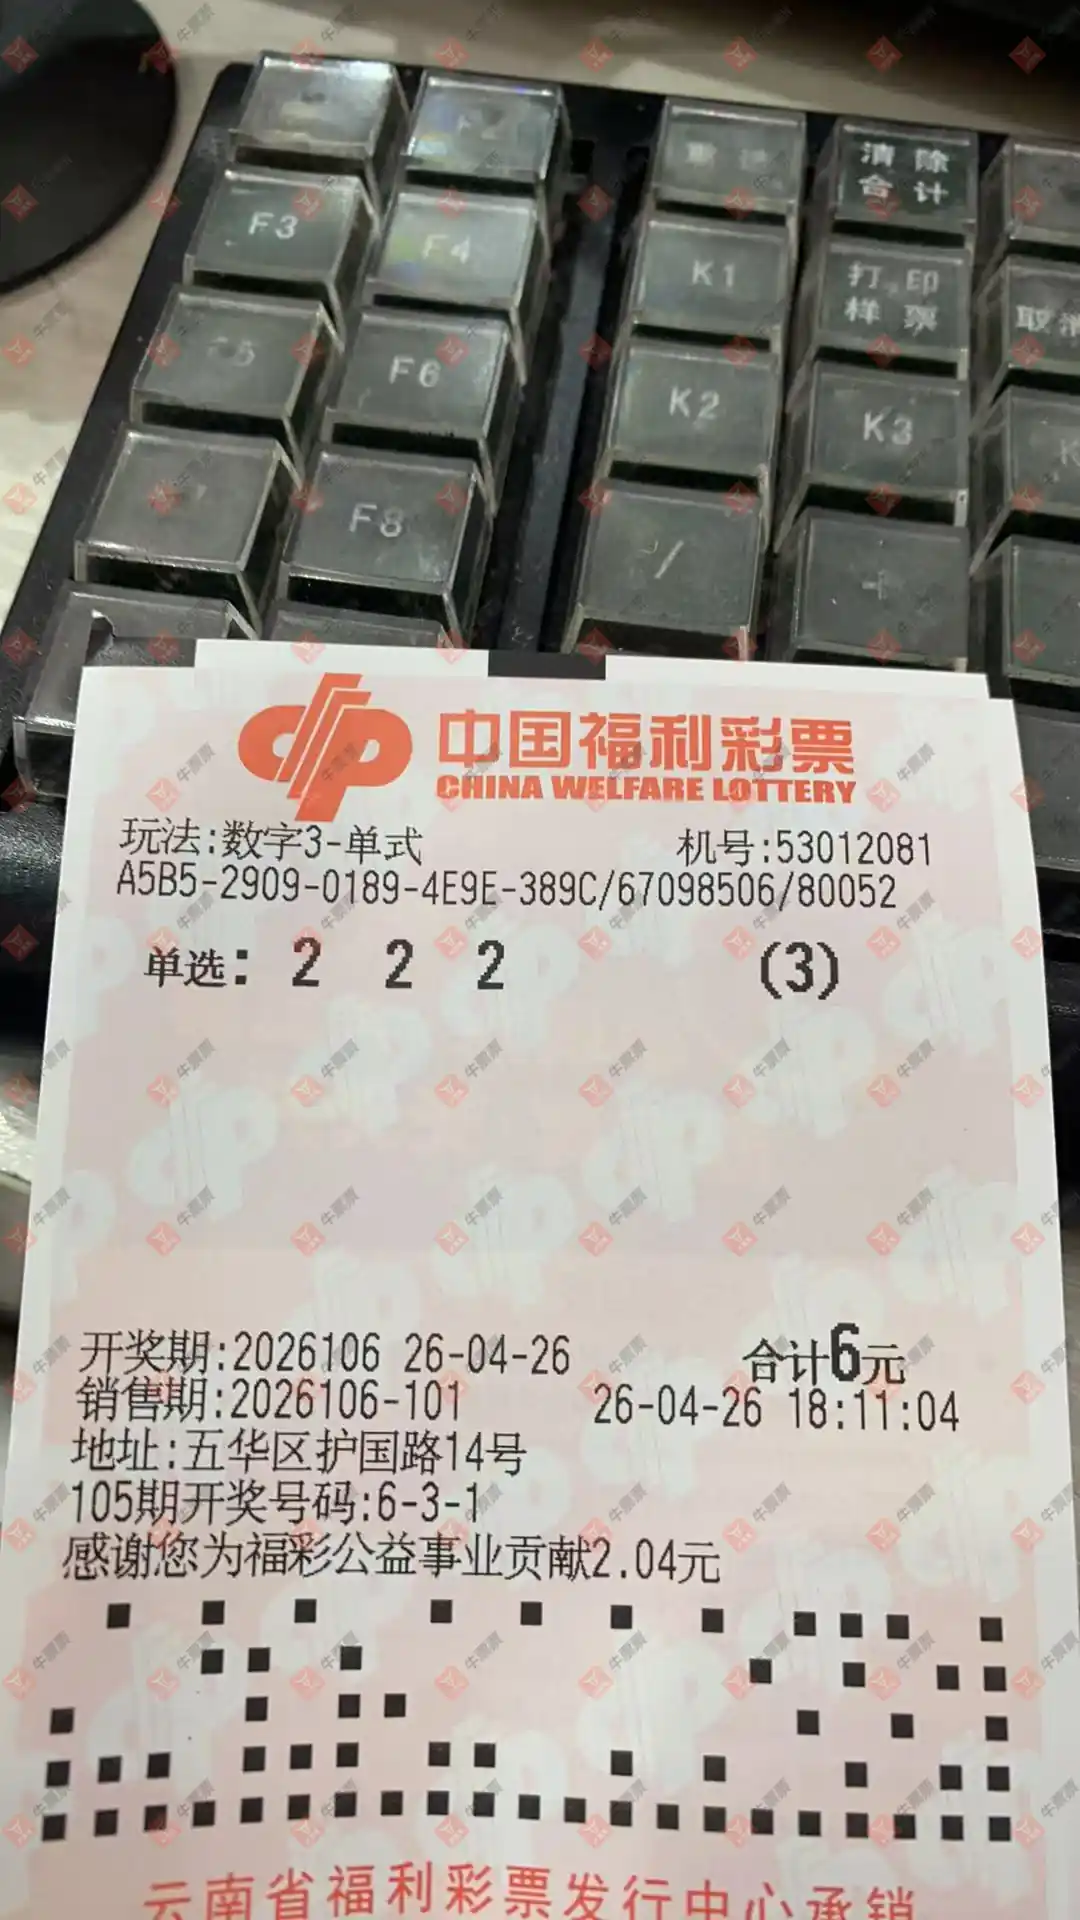 F3
F4
F6
F8
K1
K2
K3
/
+
清除
合计
打印
样票
中国福利彩票
CHINA WELFARE LOTTERY
玩法:数字3-单式 机号:53012081
A5B5-2909-0189-4E9E-389C/67098506/80052
单选: 2 2 2 (3)
开奖期:2026106 26-04-26 合计6元
销售期:2026106-101 26-04-26 18:11:04
地址:五华区护国路14号
105期开奖号码:6-3-1
感谢您为福彩公益事业贡献2.04元
云南省福利彩票发行中心承销
牛票票